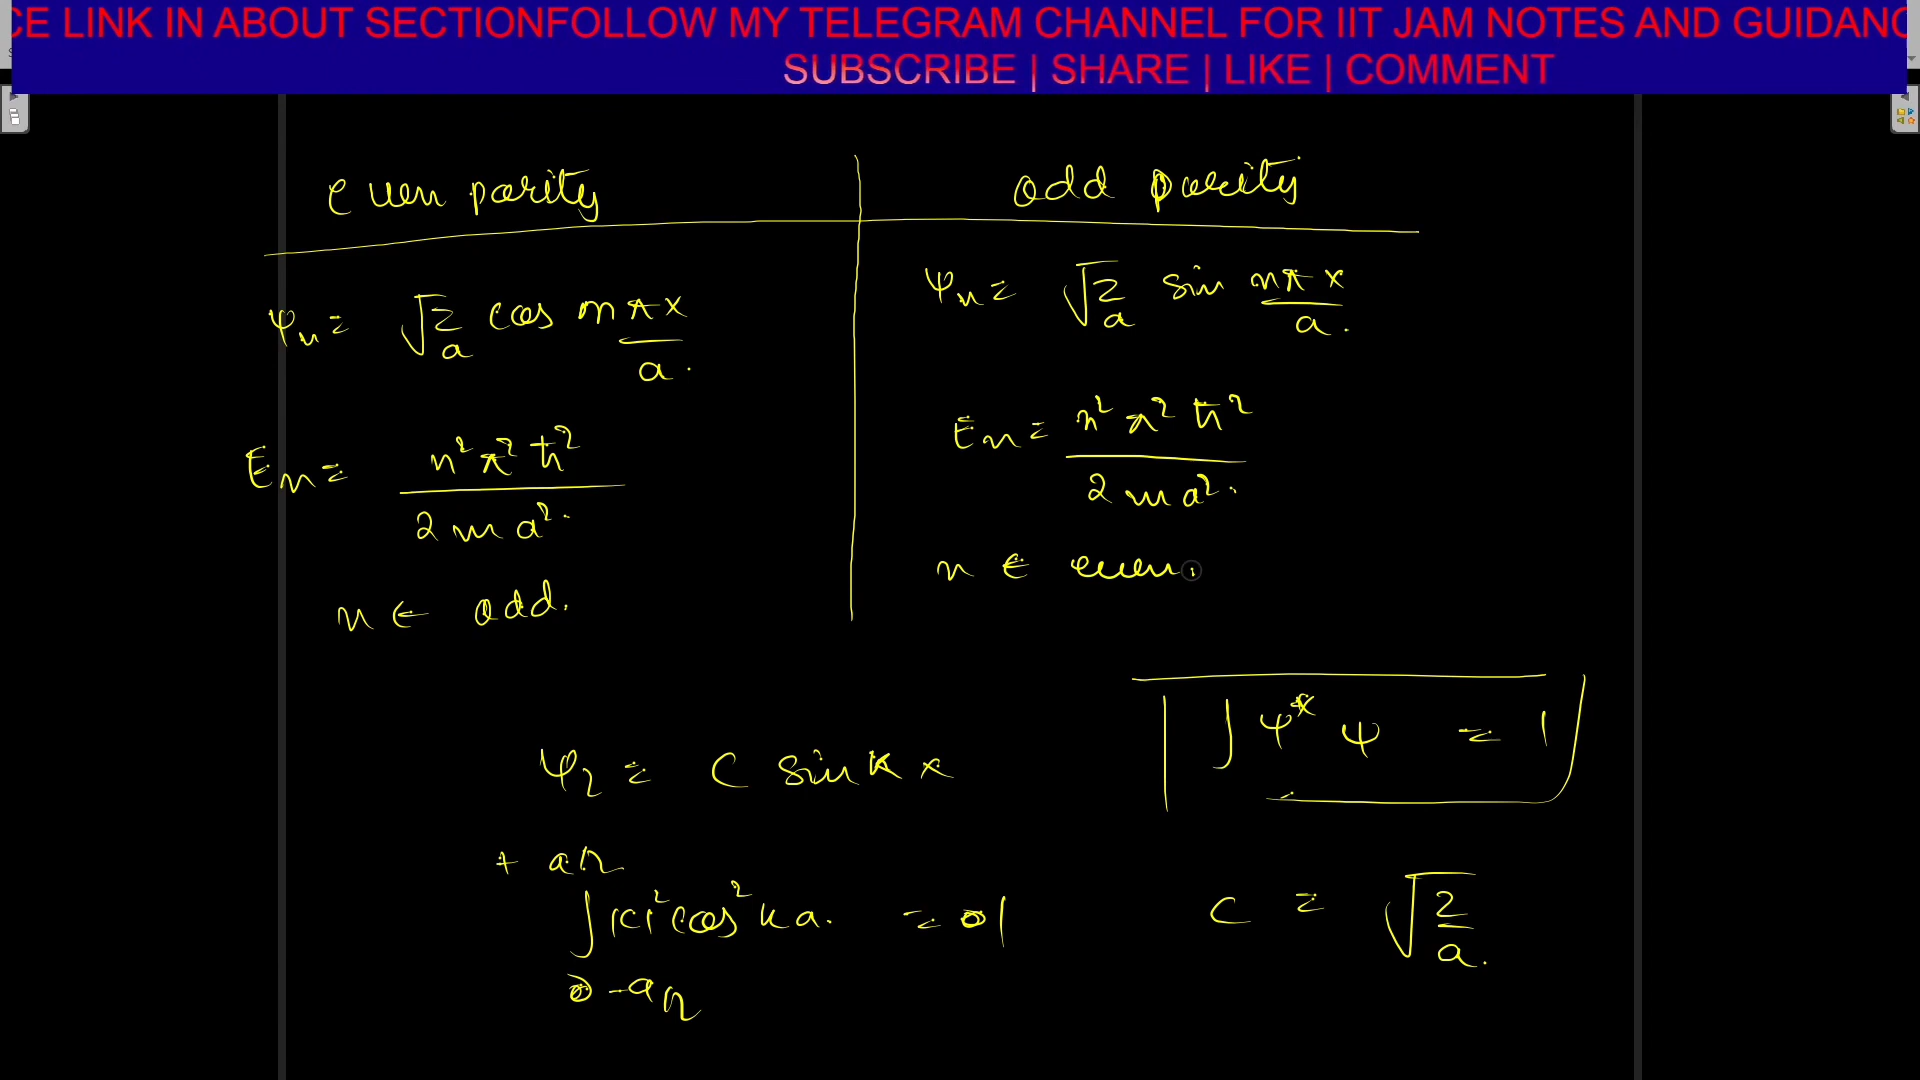 CE LINK IN ABOUT SECTIONFOLLOW MY TELEGRAM CHANNEL FOR IIT JAM NOTES AND GUIDANC
SUBSCRIBE | SHARE | LIKE | COMMENT
even parity
odd parity
ψn = √2/a cos nπx/a.
ψn = √2/a sin nπx/a.
En = n²π²ħ²/2ma².
En = n²π²ħ²/2ma².
n ∈ odd.
n ∈ even.
∫ψ*ψ = 1
ψ2 = C sin k x
+a/2
∫|C|² cos² k a. = 1
-a/2
C = √2/a.